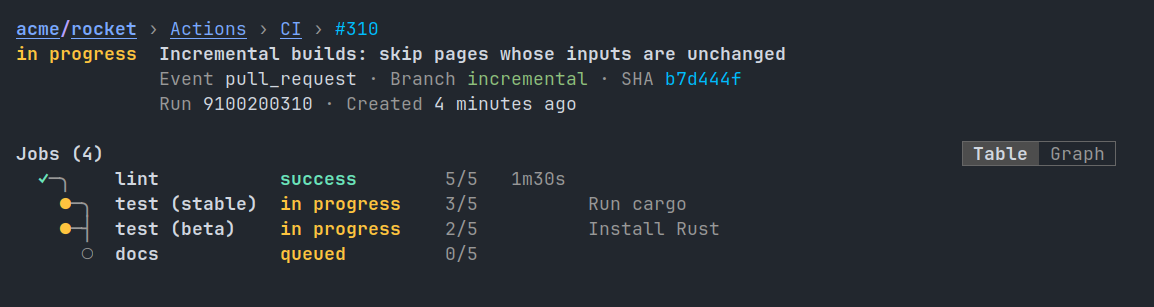 acme/rocket › Actions › CI › #310
in progress Incremental builds: skip pages whose inputs are unchanged
Event pull_request · Branch incremental · SHA b7d444f
Run 9100200310 · Created 4 minutes ago
Jobs (4) Table Graph
lint success 5/5 1m30s
test (stable) in progress 3/5 Run cargo
test (beta) in progress 2/5 Install Rust
docs queued 0/5